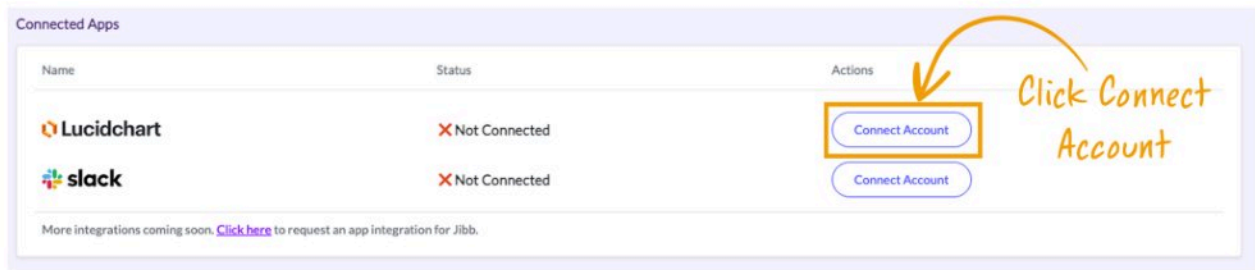 Connected Apps
Name Status Actions
Lucidchart Not Connected Connect Account
slack Not Connected Connect Account
More integrations coming soon. Click here to request an app integration for Jibb.
Click Connect
Account